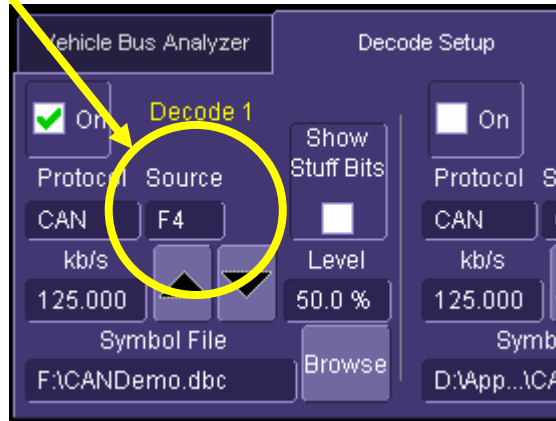 Vehicle Bus Analyzer Decode Setup
On Decode 1 Show Stuff Bits On
Protocol Source Protocol S
CAN F4 CAN
kb/s Level kb/s
125.000 50.0 % 125.000
Symbol File Symb
F:\CANDemo.dbc Browse D:\App...\CA